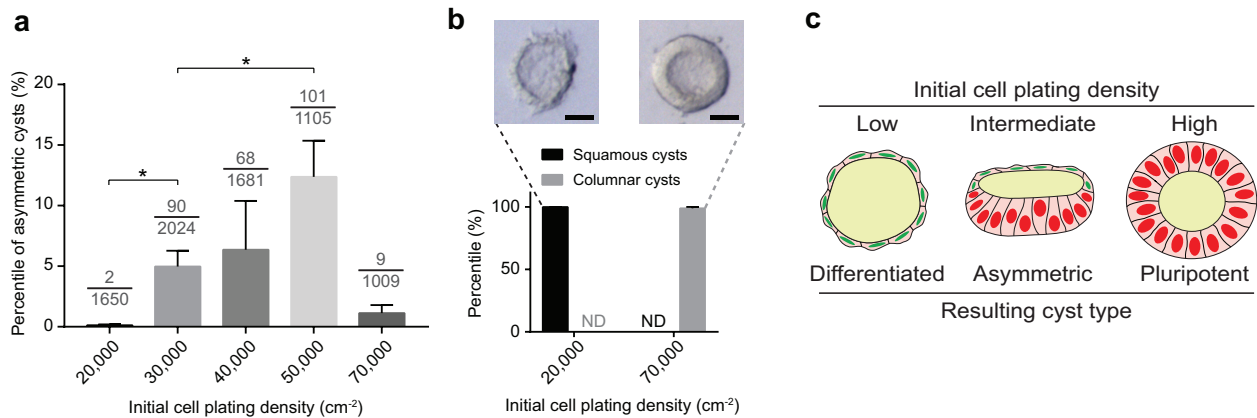 a
Percentile of asymmetric cysts (%)
20
15
10
5
0
*
*
2
1650
90
2024
68
1681
101
1105
9
1009
20,000
30,000
40,000
50,000
70,000
Initial cell plating density (cm-2)
b
Squamous cysts
Columnar cysts
Percentile (%)
100
50
0
ND
ND
20,000
70,000
Initial cell plating density (cm-2)
c
Initial cell plating density
Low Intermediate High
Differentiated Asymmetric Pluripotent
Resulting cyst type